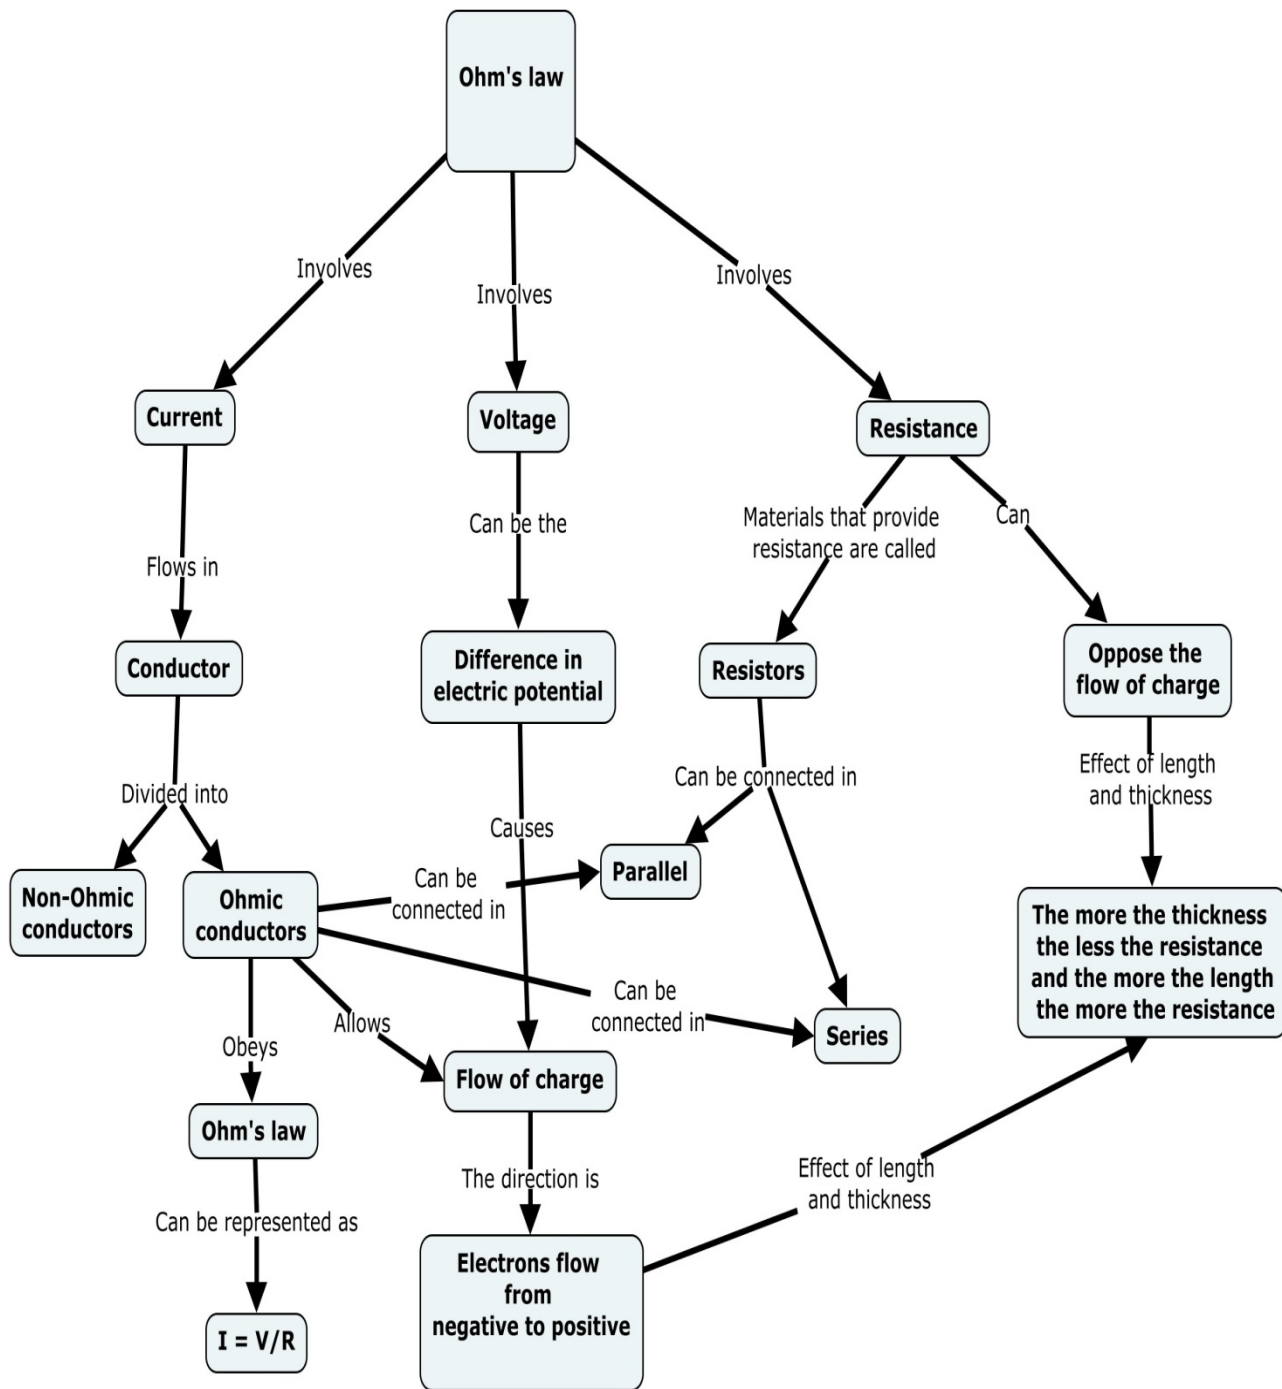 Ohm's law
Involves
Involves
Involves
Current
Voltage
Resistance
Flows in
Can be the
Materials that provide
resistance are called
Can
Conductor
Difference in
electric potential
Resistors
Oppose the
flow of charge
Divided into
Causes
Can be connected in
Effect of length
and thickness
Non-Ohmic
conductors
Ohmic
conductors
Can be
connected in
Parallel
The more the thickness
the less the resistance
and the more the length
the more the resistance
Can be
connected in
Series
Obeys
Allows
Flow of charge
Ohm's law
The direction is
Effect of length
and thickness
Can be represented as
Electrons flow
from
negative to positive
I = V/R